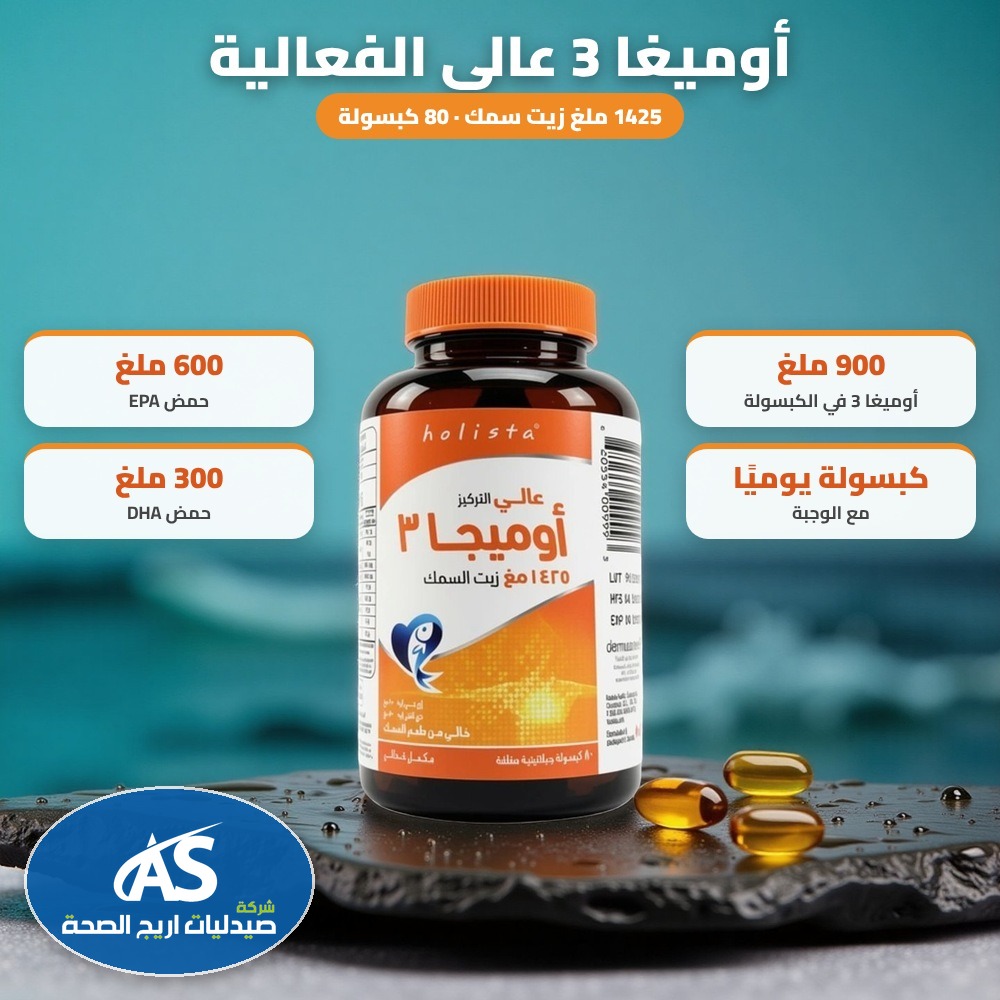 أوميغا 3 عالي الفعالية
1425 ملغ زيت سمك · 80 كبسولة
900 ملغ
أوميغا 3 في الكبسولة
600 ملغ
حمض EPA
كبسولة يوميًا
مع الوجبة
300 ملغ
حمض DHA
holista®
عالي التركيز
أوميجا ٣
١٤٢٥ مغ زيت السمك
خالي من طعم السمك
٨٠ كبسولة جيلاتينية مغلفة
مكمل غذائي
AS
شركة
صيدليات اريج الصحة